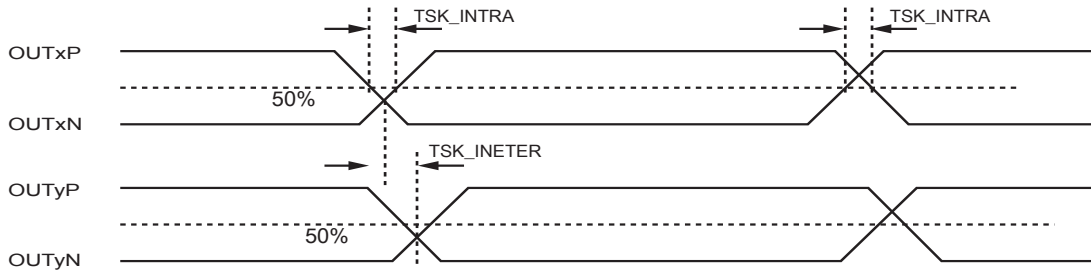 TSK_INTRA TSK_INTRA
OUTxP
50%
OUTxN
TSK_INETER
OUTyP
50%
OUTyN